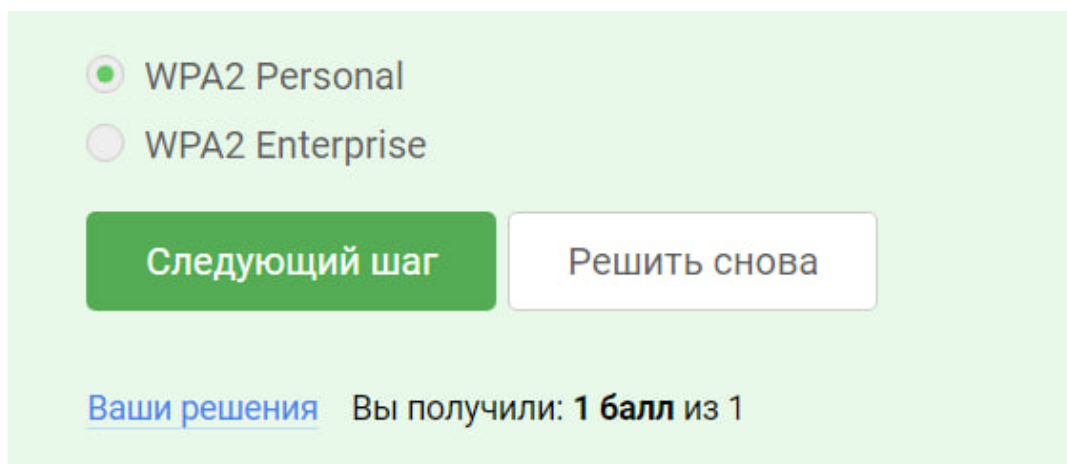 WPA2 Personal
WPA2 Enterprise
Следующий шаг Решить снова
Ваши решения Вы получили: 1 балл из 1